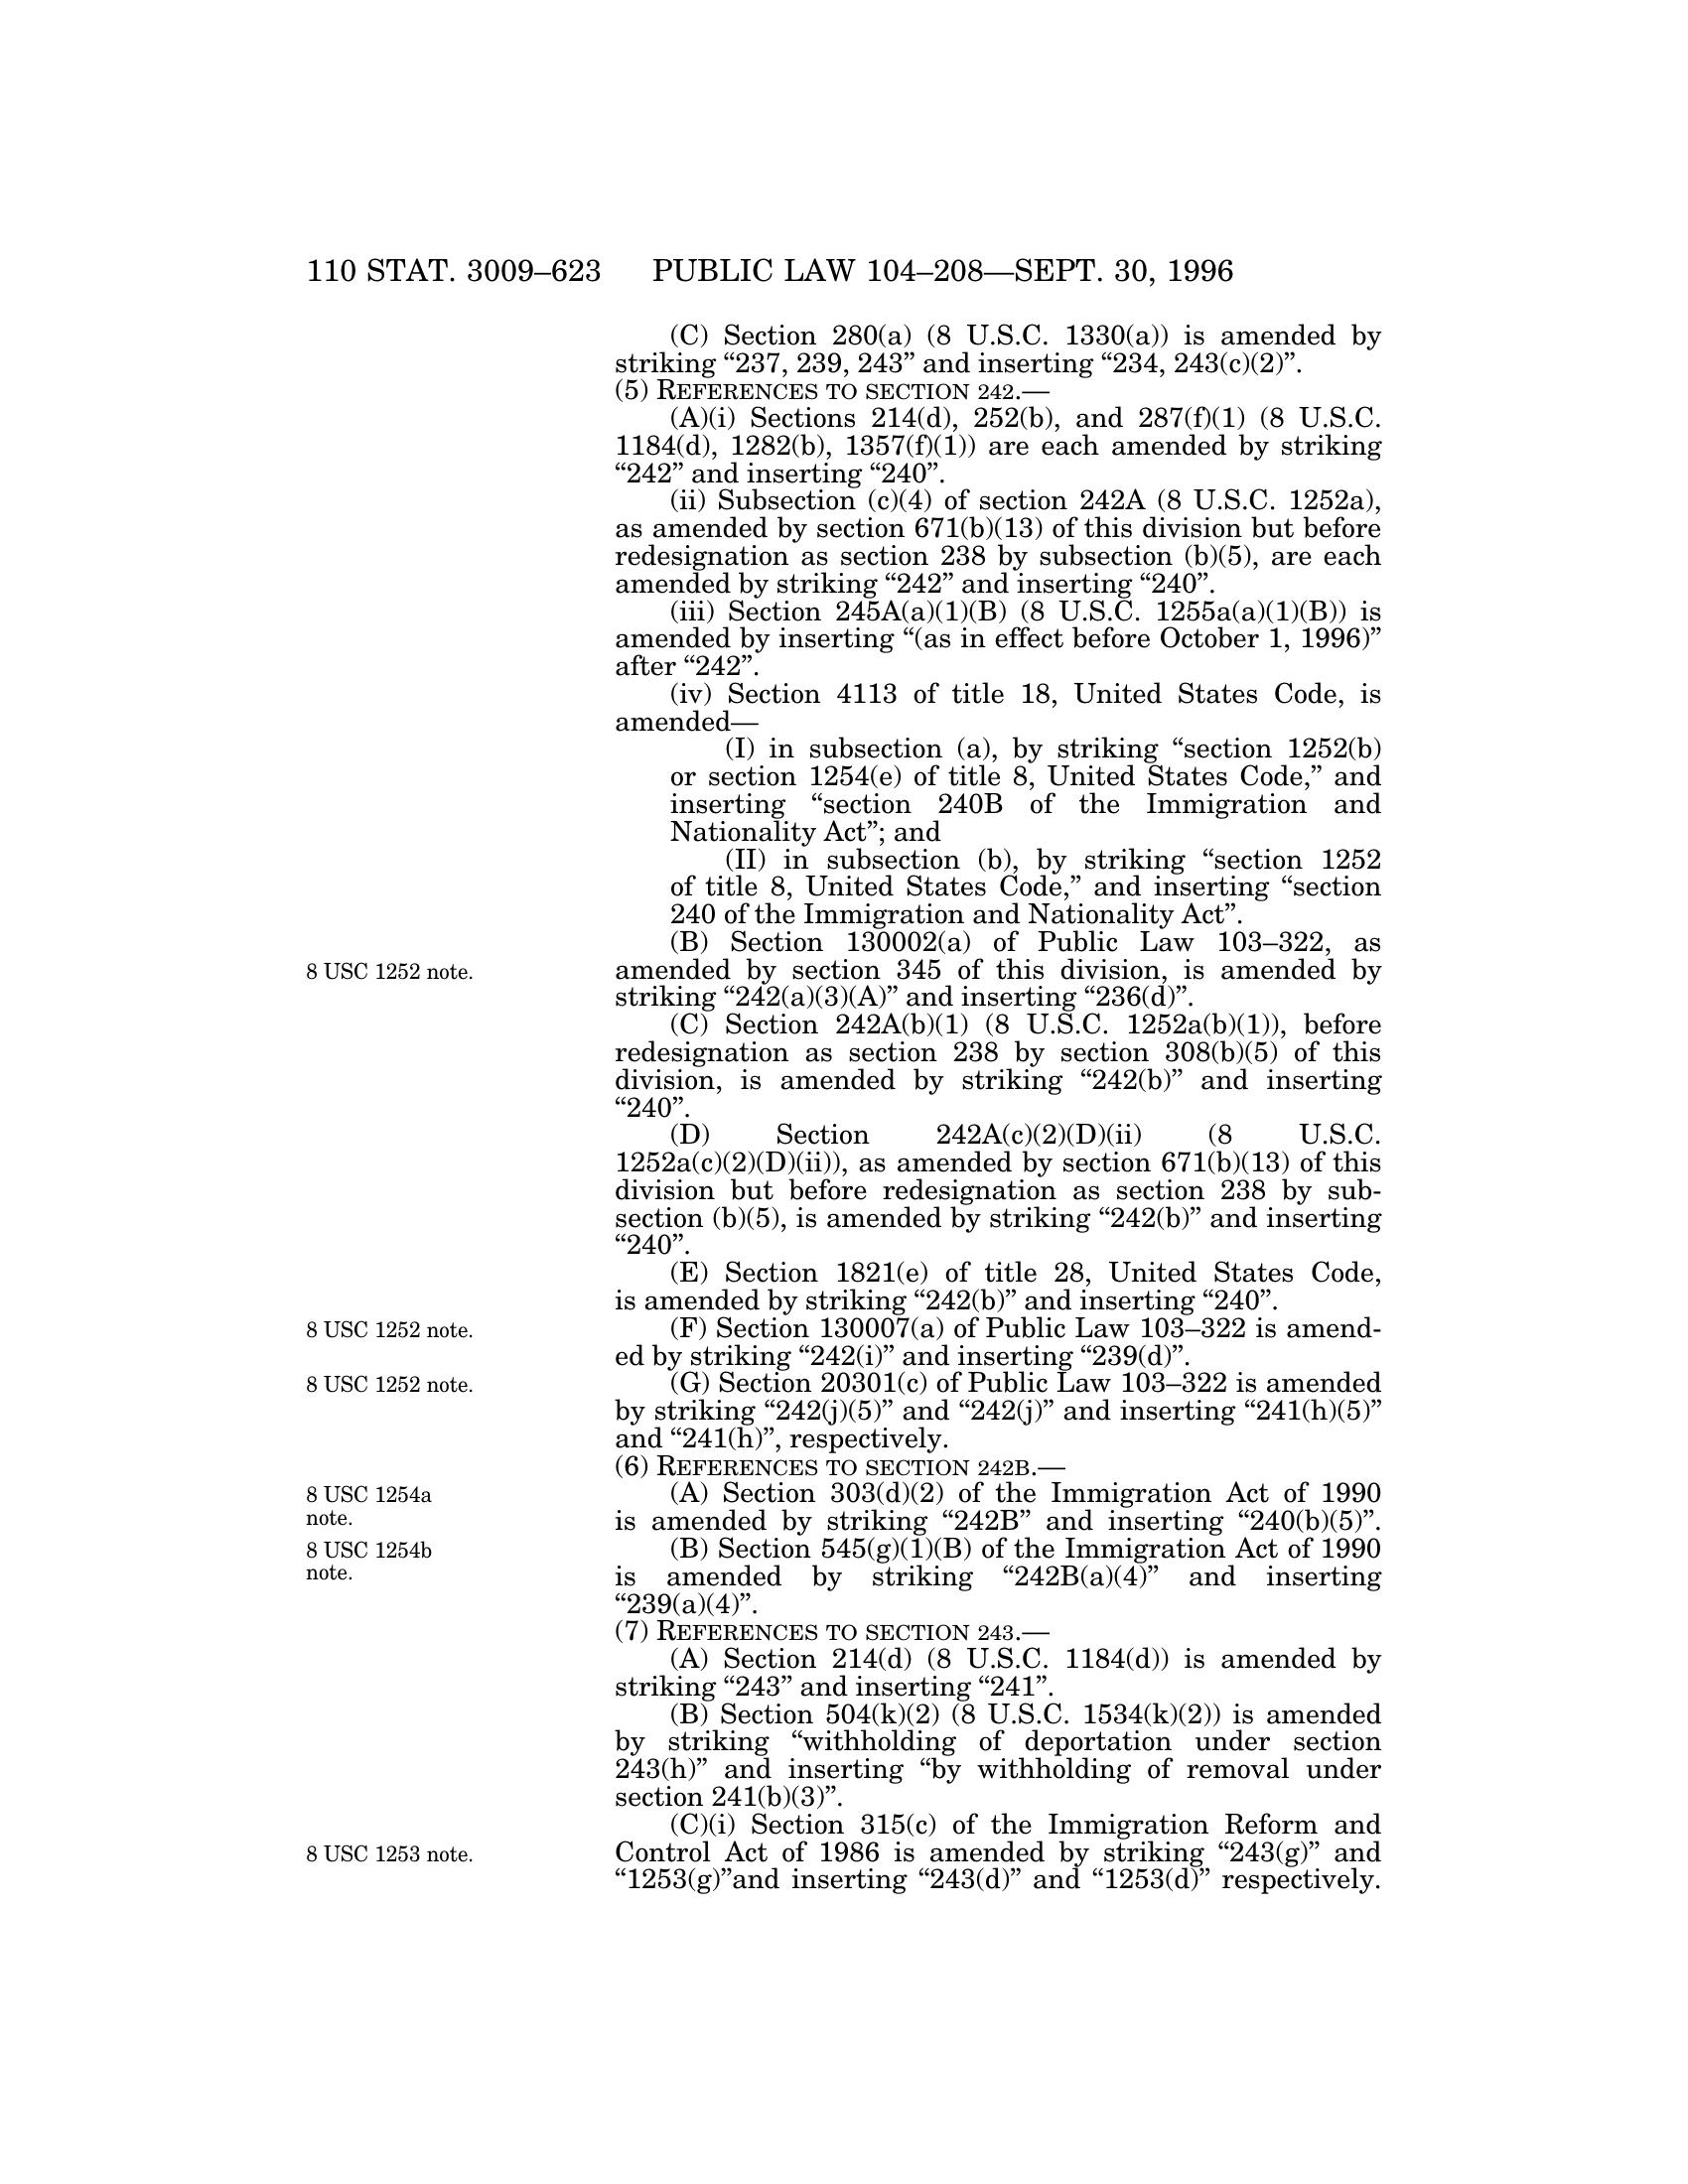 110 STAT. 3009–623 PUBLIC LAW 104–208—SEPT. 30, 1996
(C) Section 280(a) (8 U.S.C. 1330(a)) is amended by
striking “237, 239, 243” and inserting “234, 243(c)(2)”.
(5) REFERENCES TO SECTION 242.—
(A)(i) Sections 214(d), 252(b), and 287(f)(1) (8 U.S.C.
1184(d), 1282(b), 1357(f)(1)) are each amended by striking
“242” and inserting “240”.
(ii) Subsection (c)(4) of section 242A (8 U.S.C. 1252a),
as amended by section 671(b)(13) of this division but before
redesignation as section 238 by subsection (b)(5), are each
amended by striking “242” and inserting “240”.
(iii) Section 245A(a)(1)(B) (8 U.S.C. 1255a(a)(1)(B)) is
amended by inserting “(as in effect before October 1, 1996)”
after “242”.
(iv) Section 4113 of title 18, United States Code, is
amended—
(I) in subsection (a), by striking “section 1252(b)
or section 1254(e) of title 8, United States Code,” and
inserting “section 240B of the Immigration and
Nationality Act”; and
(II) in subsection (b), by striking “section 1252
of title 8, United States Code,” and inserting “section
240 of the Immigration and Nationality Act”.
(B) Section 130002(a) of Public Law 103–322, as
8 USC 1252 note.
amended by section 345 of this division, is amended by
striking “242(a)(3)(A)” and inserting “236(d)”.
(C) Section 242A(b)(1) (8 U.S.C. 1252a(b)(1)), before
redesignation as section 238 by section 308(b)(5) of this
division, is amended by striking “242(b)” and inserting
“240”.
(D) Section 242A(c)(2)(D)(ii) (8 U.S.C.
1252a(c)(2)(D)(ii)), as amended by section 671(b)(13) of this
division but before redesignation as section 238 by sub-
section (b)(5), is amended by striking “242(b)” and inserting
“240”.
(E) Section 1821(e) of title 28, United States Code,
is amended by striking “242(b)” and inserting “240”.
8 USC 1252 note.
(F) Section 130007(a) of Public Law 103–322 is amend-
ed by striking “242(i)” and inserting “239(d)”.
8 USC 1252 note.
(G) Section 20301(c) of Public Law 103–322 is amended
by striking “242(j)(5)” and “242(j)” and inserting “241(h)(5)”
and “241(h)”, respectively.
(6) REFERENCES TO SECTION 242B.—
8 USC 1254a
note.
(A) Section 303(d)(2) of the Immigration Act of 1990
is amended by striking “242B” and inserting “240(b)(5)”.
8 USC 1254b
note.
(B) Section 545(g)(1)(B) of the Immigration Act of 1990
is amended by striking “242B(a)(4)” and inserting
“239(a)(4)”.
(7) REFERENCES TO SECTION 243.—
(A) Section 214(d) (8 U.S.C. 1184(d)) is amended by
striking “243” and inserting “241”.
(B) Section 504(k)(2) (8 U.S.C. 1534(k)(2)) is amended
by striking “withholding of deportation under section
243(h)” and inserting “by withholding of removal under
section 241(b)(3)”.
(C)(i) Section 315(c) of the Immigration Reform and
8 USC 1253 note.
Control Act of 1986 is amended by striking “243(g)” and
“1253(g)”and inserting “243(d)” and “1253(d)” respectively.